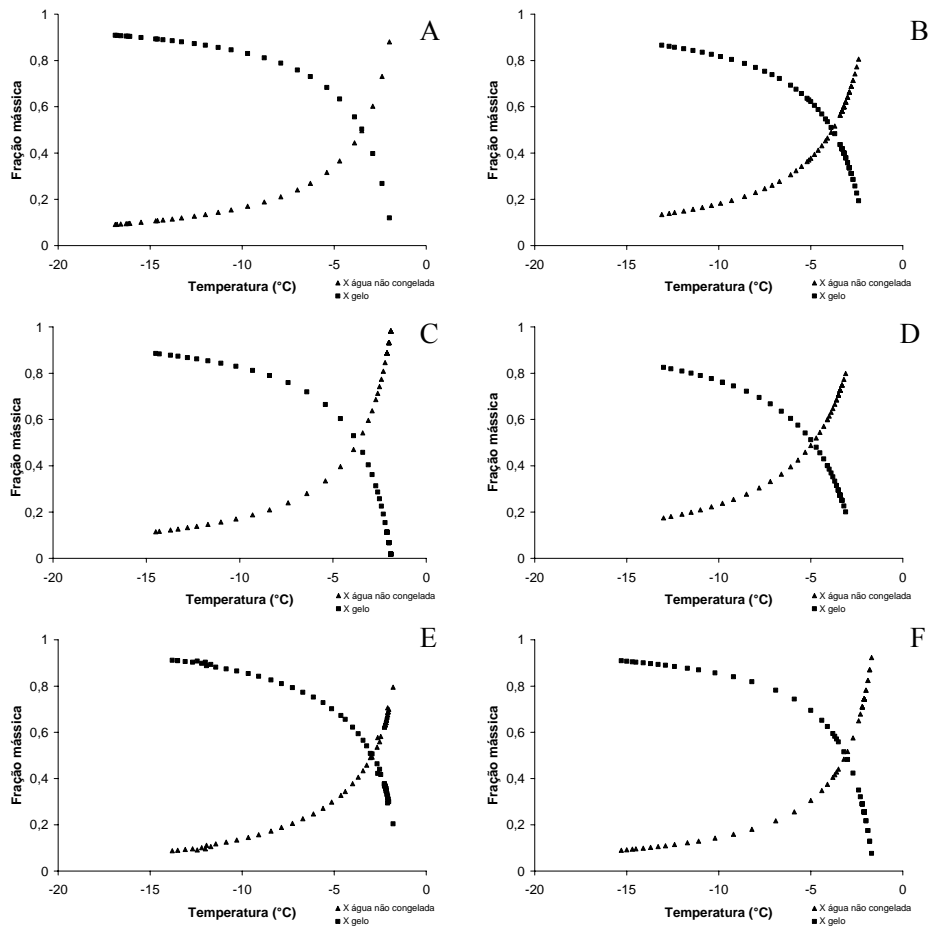 A
1
0,8
0,6
0,4
0,2
0
Fração mássica
-20
-15
-10
-5
0
Temperatura (°C)
X água não congelada
X gelo
B
1
0,8
0,6
0,4
0,2
0
Fração mássica
-20
-15
-10
-5
0
Temperatura (°C)
X água não congelada
X gelo
C
1
0,8
0,6
0,4
0,2
0
Fração mássica
-20
-15
-10
-5
0
Temperatura (°C)
X água não congelada
X gelo
D
1
0,8
0,6
0,4
0,2
0
Fração mássica
-20
-15
-10
-5
0
Temperatura (°C)
X água não congelada
X gelo
E
1
0,8
0,6
0,4
0,2
0
Fração mássica
-20
-15
-10
-5
0
Temperatura (°C)
X água não congelada
X gelo
F
1
0,8
0,6
0,4
0,2
0
Fração mássica
-20
-15
-10
-5
0
Temperatura (°C)
X água não congelada
X gelo